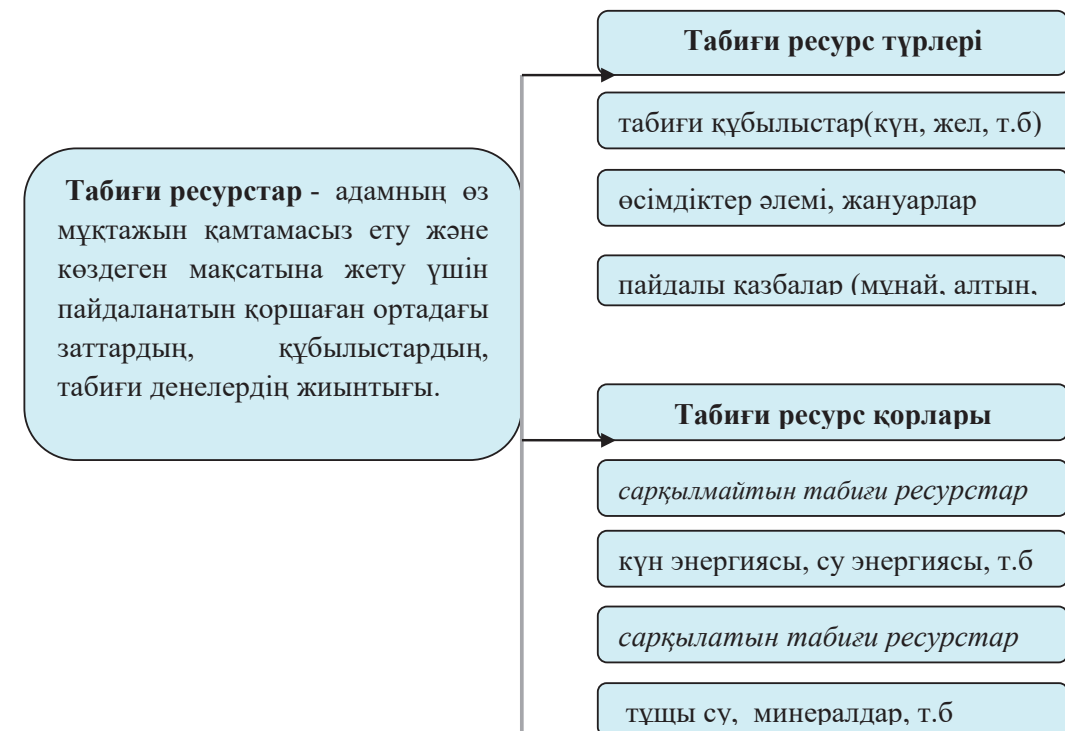 Табиғи ресурстар - адамның өз
мұқтажын қамтамасыз ету және
көздеген мақсатына жету үшін
пайдаланатын қоршаған ортадағы
заттардың, құбылыстардың,
табиғи денелердің жиынтығы.
Табиғи ресурс түрлері
табиғи құбылыстар(күн, жел, т.б)
өсімдіктер әлемі, жануарлар
пайдалы қазбалар (мұнай, алтын,
Табиғи ресурс қорлары
сарқылмайтын табиғи ресурстар
күн энергиясы, су энергиясы, т.б
сарқылатын табиғи ресурстар
тұщы су, минералдар, т.б